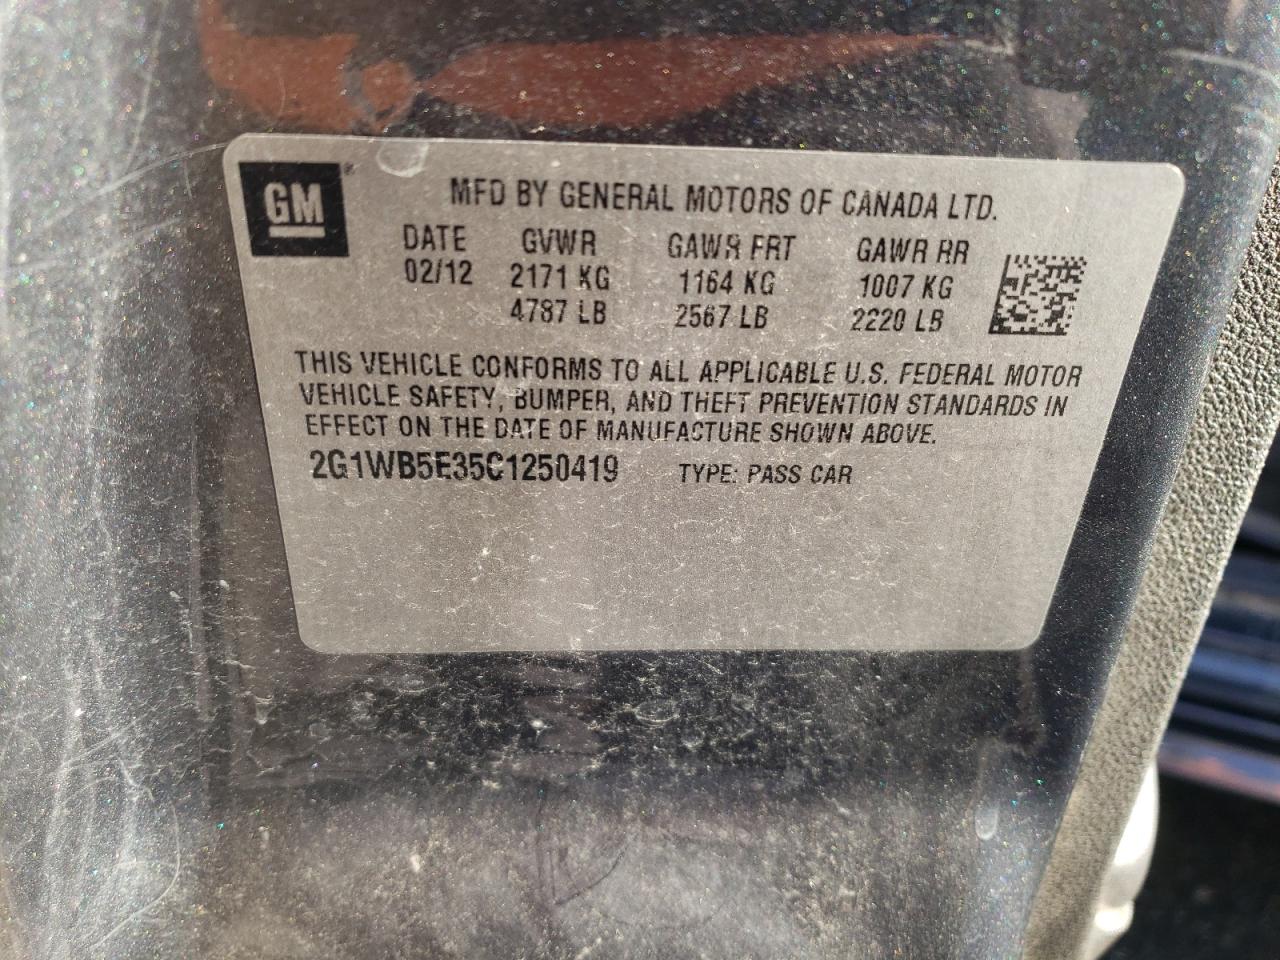 GM ®
MFD BY GENERAL MOTORS OF CANADA LTD.
DATE GVWR GAWR FRT GAWR RR
02/12 2171 KG 1164 KG 1007 KG
4787 LB 2567 LB 2220 LB
THIS VEHICLE CONFORMS TO ALL APPLICABLE U.S. FEDERAL MOTOR
VEHICLE SAFETY, BUMPER, AND THEFT PREVENTION STANDARDS IN
EFFECT ON THE DATE OF MANUFACTURE SHOWN ABOVE.
2G1WB5E35C1250419 TYPE: PASS CAR